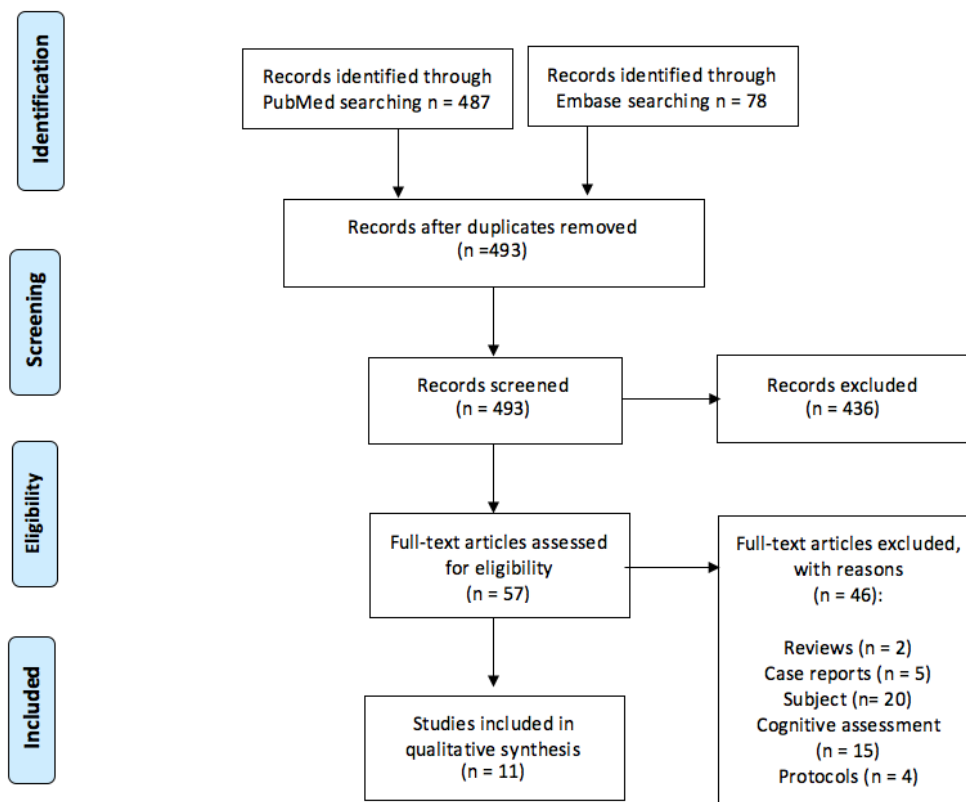 Identification
Records identified through
PubMed searching n = 487
Records identified through
Embase searching n = 78
Records after duplicates removed
(n =493)
Screening
Records screened
(n = 493)
Records excluded
(n = 436)
Eligibility
Full-text articles assessed
for eligibility
(n = 57)
Full-text articles excluded,
with reasons
(n = 46):
Reviews (n = 2)
Case reports (n = 5)
Subject (n= 20)
Cognitive assessment
(n = 15)
Protocols (n = 4)
Included
Studies included in
qualitative synthesis
(n = 11)